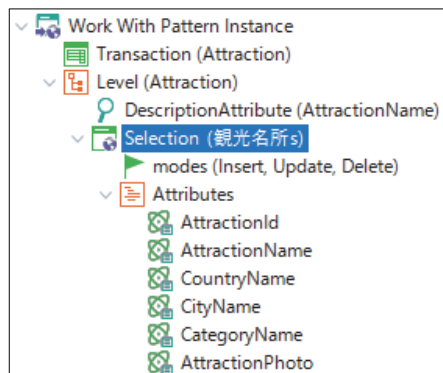 Work With Pattern Instance
Transaction (Attraction)
Level (Attraction)
DescriptionAttribute (AttractionName)
Selection (観光名所s)
modes (Insert, Update, Delete)
Attributes
AttractionId
AttractionName
CountryName
CityName
CategoryName
AttractionPhoto